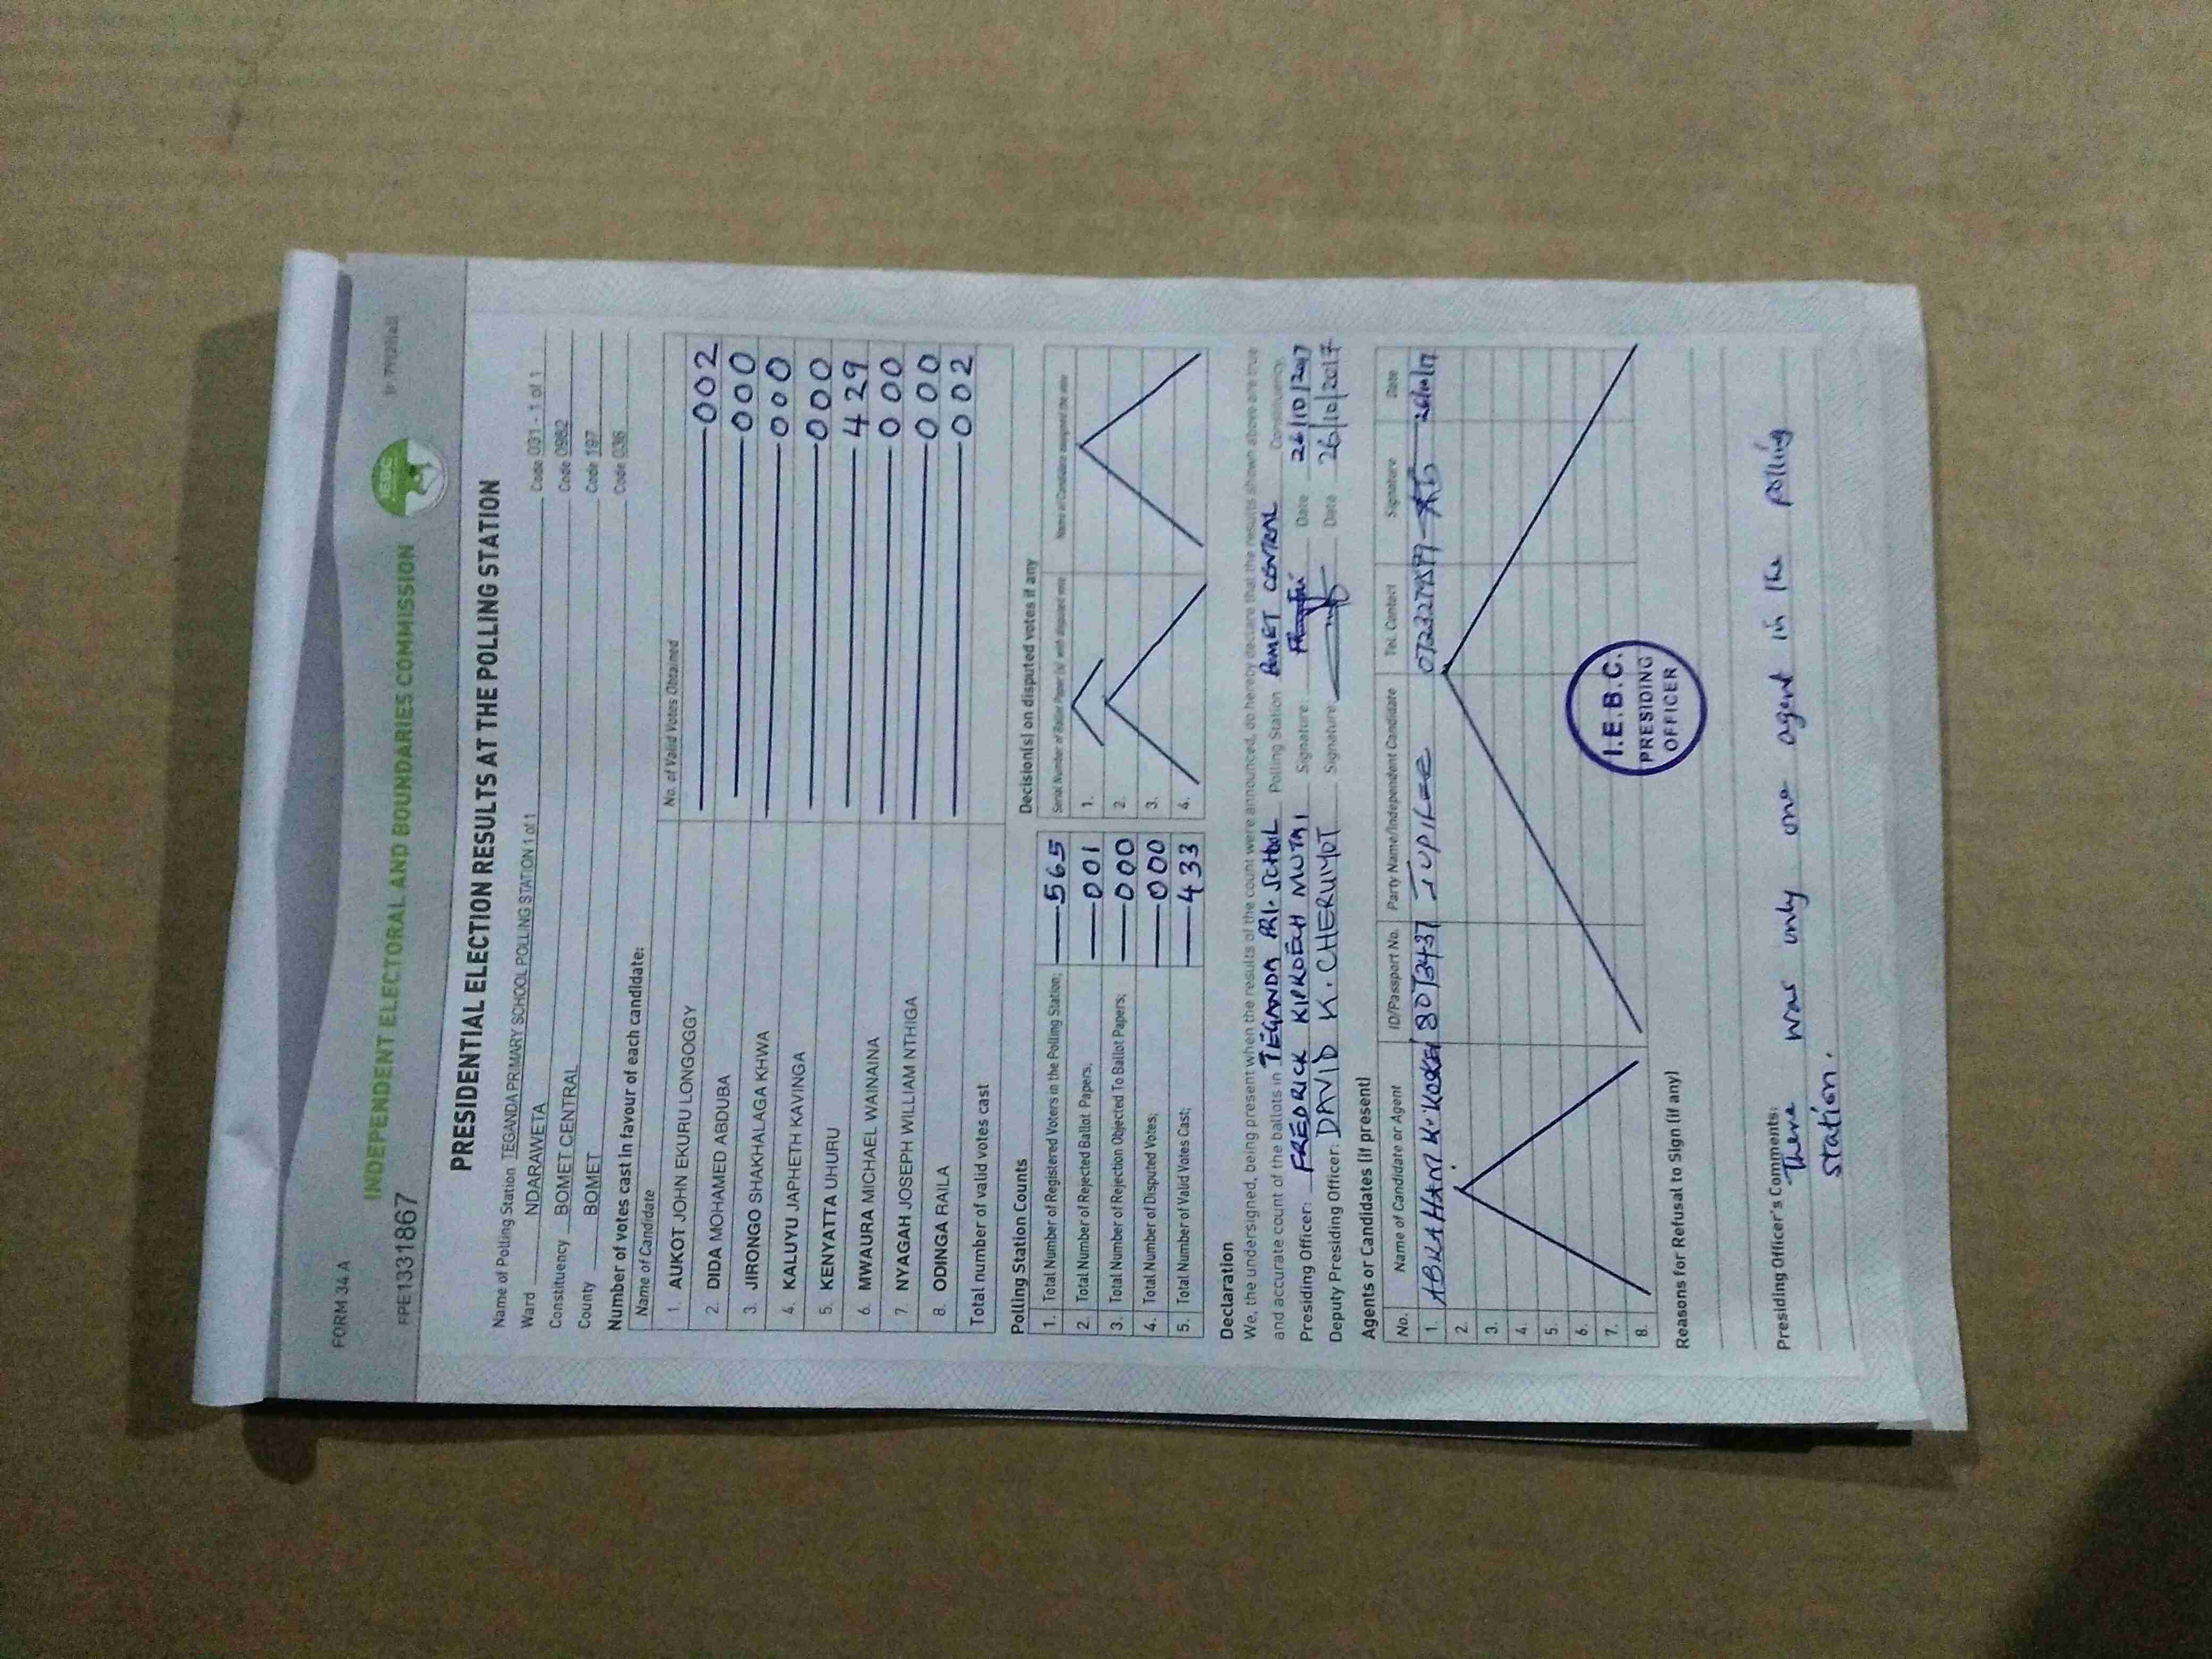 FORM 34 A
INDEPENDENT ELECTORAL AND BOUNDARIES COMMISSION
IEBC
FPE1331867
PRESIDENTIAL ELECTION RESULTS AT THE POLLING STATION
Name of Polling Station TEGANDA PRIMARY SCHOOL POLLING STATION 1 of 1 Code 031 - 1 of 1
Ward NDARAWETA Code 0982
Constituency BOMET CENTRAL Code 197
County BOMET Code 036
Number of votes cast in favour of each candidate:
Name of Candidate No. of Valid Votes Obtained
1. AUKOT JOHN EKURU LONGOGGY 002
2. DIDA MOHAMED ABDUBA 000
3. JIRONGO SHAKHALAGA KHWA 000
4. KALUYU JAPHETH KAVINGA 000
5. KENYATTA UHURU 429
6. MWAURA MICHAEL WAINAINA 000
7. NYAGAH JOSEPH WILLIAM NTHIGA 000
8. ODINGA RAILA 002
Total number of valid votes cast
Polling Station Counts Decision(s) on disputed votes if any
1. Total Number of Registered Voters in the Polling Station; 565
2. Total Number of Rejected Ballot Papers; 001
3. Total Number of Rejection Objected To Ballot Papers; 000
4. Total Number of Disputed Votes; 000
5. Total Number of Valid Votes Cast; 433
Serial Number of Ballot Paper (s) with disputed vote
1.
2.
3.
4.
Declaration
We, the undersigned, being present when the results of the count were announced, do hereby declare that the results shown above are true
and accurate count of the ballots in TEGANDA PRI. SCHOOL Polling Station BOMET CENTRAL Constituency
Presiding Officer: FREDRICK KIPKOECH MUTAI Signature: Date 26/10/2017
Deputy Presiding Officer: DAVID K. CHERUIYOT Signature: Date 26/10/2017
Agents or Candidates (if present)
No. Name of Candidate or Agent ID/Passport No. Party Name/Independent Candidate Tel. Contact Signature Date
1. ABRAHAM K. JUPILEE 26/10/17
2.
3.
4.
5.
6.
7.
8.
I.E.B.C.
PRESIDING
OFFICER
Reasons for Refusal to Sign (if any)
Presiding Officer's Comments:
There was only one agent in the polling
station.